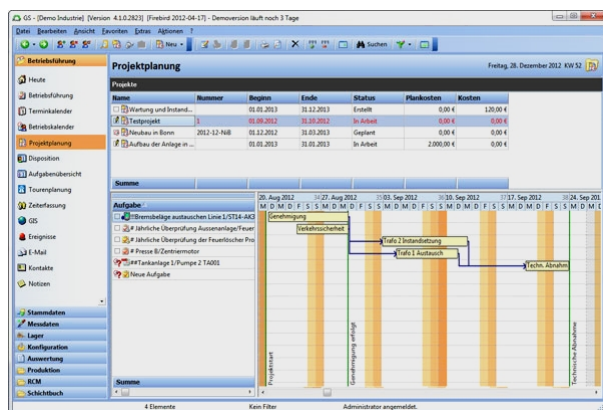 GS - [Demo Industrie] [Version 4.1.0.2823] [Firebird 2012-04-17] - Demoversion läuft noch 3 Tage
Datei Bearbeiten Ansicht Favoriten Extras Aktionen ?
Neu
Suchen
Betriebsführung
Heute
Betriebsführung
Terminkalender
Betriebskalender
Projektplanung
Disposition
Aufgabenübersicht
Tourenplanung
Zeiterfassung
GIS
Ereignisse
E-Mail
Kontakte
Notizen
Stammdaten
Messdaten
Lager
Konfiguration
Auswertung
Produktion
RCM
Schichtbuch
Projektplanung
Freitag, 28. Dezember 2012 KW 52
Projekte
Name Nummer Beginn Ende Status Plankosten Kosten
Wartung und Instand... 01.01.2013 31.12.2013 Erstellt 0,00 € 120,00 €
Testprojekt 1 01.08.2012 31.10.2012 In Arbeit 0,00 € 0,00 €
Neubau in Bonn 2012-12-NiB 01.12.2012 31.03.2013 Geplant 0,00 € 0,00 €
Aufbau der Anlage in ... 01.01.2013 31.03.2013 In Arbeit 2.000,00 € 0,00 €
Summe
Aufgabe
!!Bremsbeläge austauschen Linie 1/ST14-AK3
# Jährliche Überprüfung Aussenanlage/Feuer
# Jährliche Überprüfung der Feuerlöscher Pro
# Presse B/Zentriermotor
##Tankanlage 1/Pumpe 2 TA001
Neue Aufgabe
Summe
20. Aug 2012 34 27. Aug 2012 35 03. Sep 2012 36 10. Sep 2012 37 17. Sep 2012 38 24. Sep 201
M D M D F S S M D M D F S S M D M D F S S M D M D F S S M D M D F S S M D M
Genehmigung
Verkehrssicherheit
Trafo 2 Instandsetzung
Trafo 1 Austausch
Techn. Abnahm
Projektstart
Genehmigung erfolgt
Technische Abnahme
4 Elemente
Kein Filter
Administrator angemeldet.